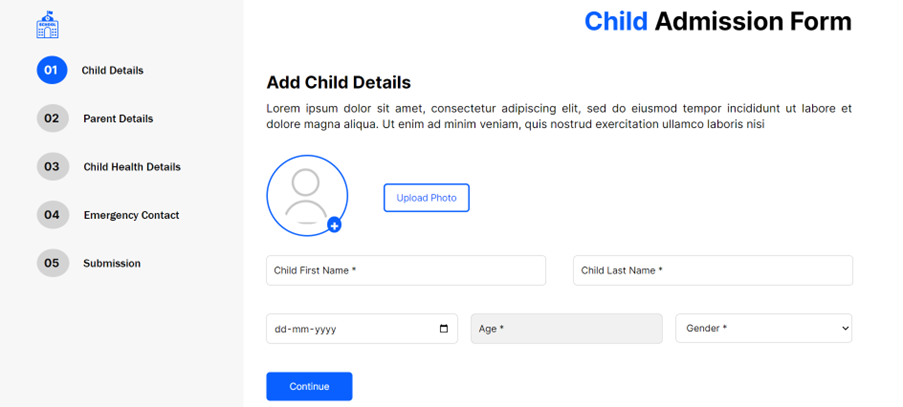 SCHOOL
Child Admission Form
01 Child Details
02 Parent Details
03 Child Health Details
04 Emergency Contact
05 Submission
Add Child Details
Lorem ipsum dolor sit amet, consectetur adipiscing elit, sed do eiusmod tempor incididunt ut labore et
dolore magna aliqua. Ut enim ad minim veniam, quis nostrud exercitation ullamco laboris nisi
Upload Photo
Child First Name * Child Last Name *
dd-mm-yyyy Age * Gender *
Continue